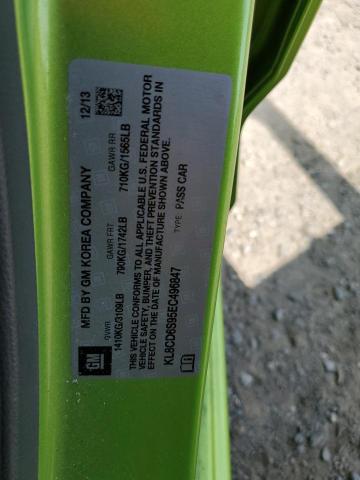 MFD BY GM KOREA COMPANY 12/13
GVWR GAWR FRT GAWR RR
1410KG/3109LB 790KG/1742LB 710KG/1565LB
THIS VEHICLE CONFORMS TO ALL APPLICABLE U.S. FEDERAL MOTOR
VEHICLE SAFETY, BUMPER, AND THEFT PREVENTION STANDARDS IN
EFFECT ON THE DATE OF MANUFACTURE SHOWN ABOVE.
KL8CD6S95EC496847 TYPE: PASS CAR
GM